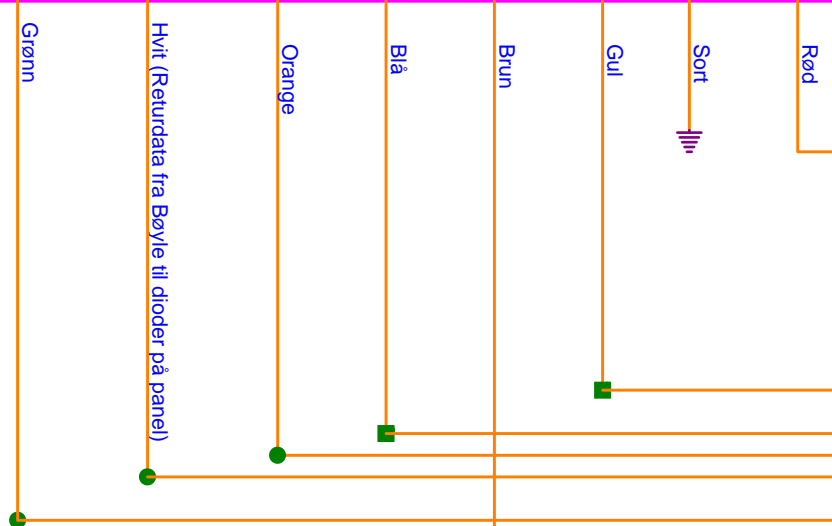 Grønn
Hvit (Returdata fra Bøyle til dioder på panel)
Orange
Blå
Brun
Gul
Sort
Rød